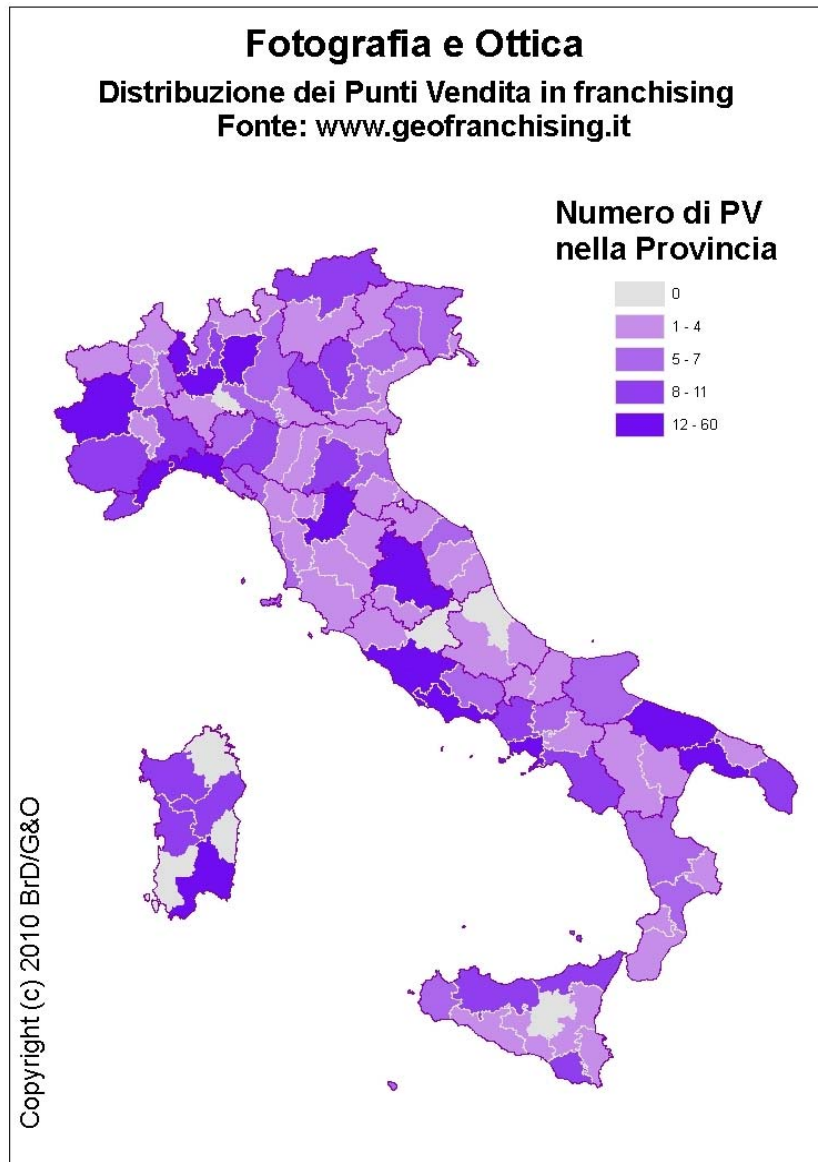 Fotografia e Ottica
Distribuzione dei Punti Vendita in franchising
Fonte: www.geofranchising.it
Numero di PV
nella Provincia
0
1 - 4
5 - 7
8 - 11
12 - 60
Copyright (c) 2010 BrD/G&O